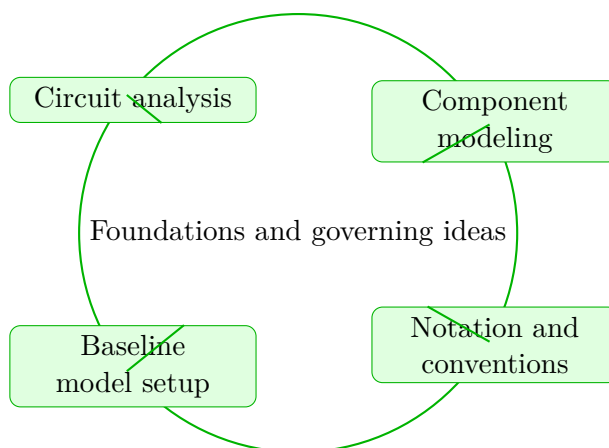 Circuit analysis
Component
modeling
Foundations and governing ideas
Baseline
model setup
Notation and
conventions